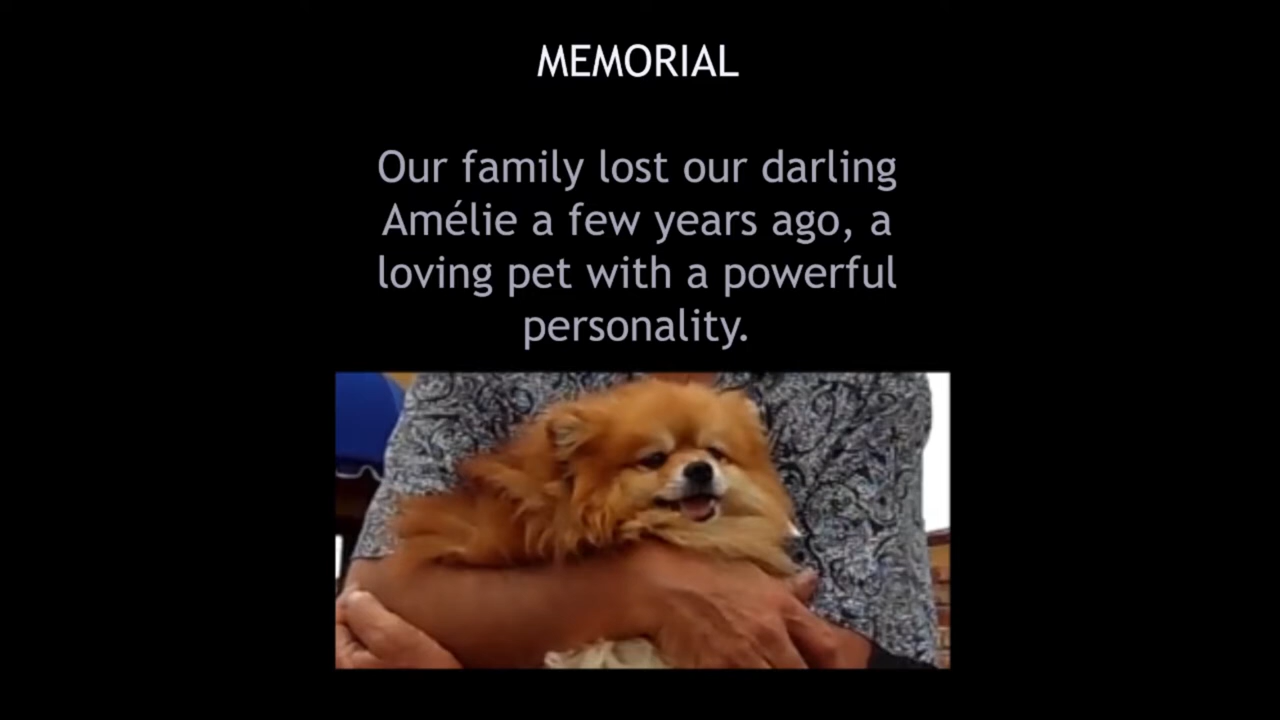 MEMORIAL
Our family lost our darling
Amélie a few years ago, a
loving pet with a powerful
personality.